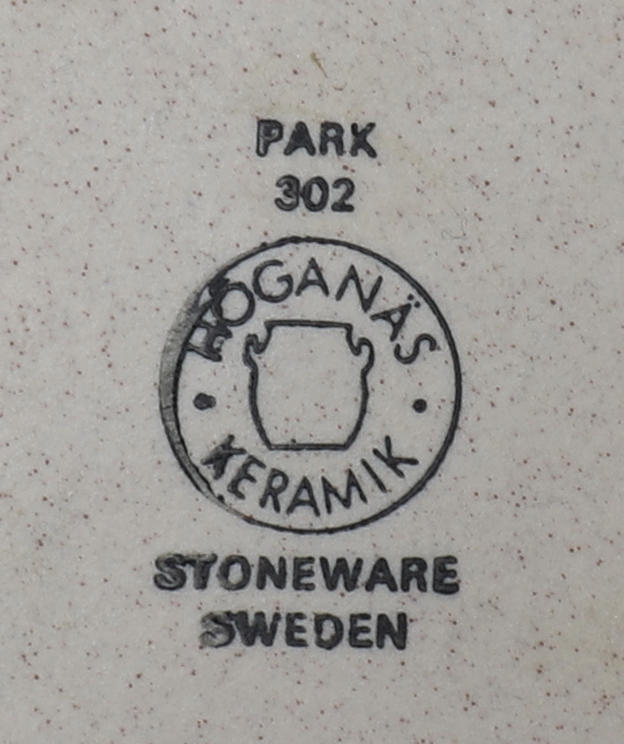 PARK
302
HÖGANÄS
KERAMIK
STONEWARE
SWEDEN